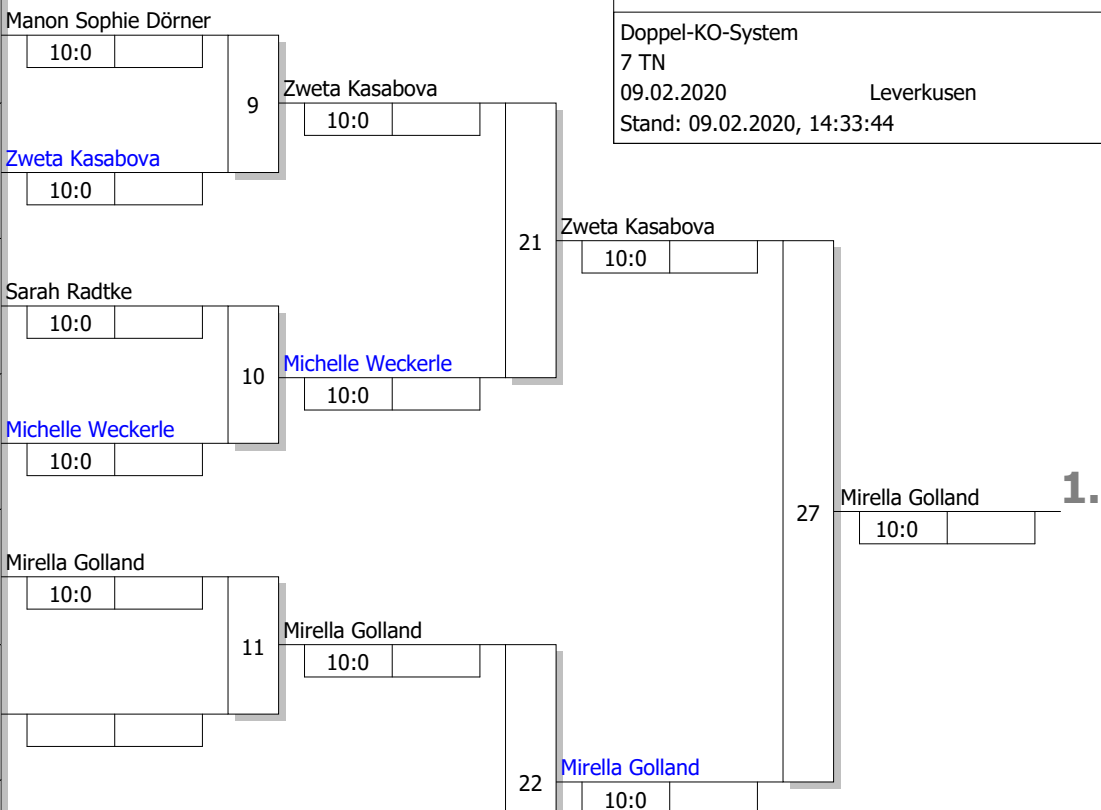 Manon Sophie Dörner
10:0
9
Zweta Kasabova
10:0
Zweta Kasabova
10:0
21
Zweta Kasabova
10:0
Sarah Radtke
10:0
10
Michelle Weckerle
10:0
Michelle Weckerle
10:0
27
Mirella Golland
10:0
1.
Mirella Golland
10:0
11
Mirella Golland
10:0
22
Mirella Golland
10:0
Doppel-KO-System
7 TN
09.02.2020 Leverkusen
Stand: 09.02.2020, 14:33:44